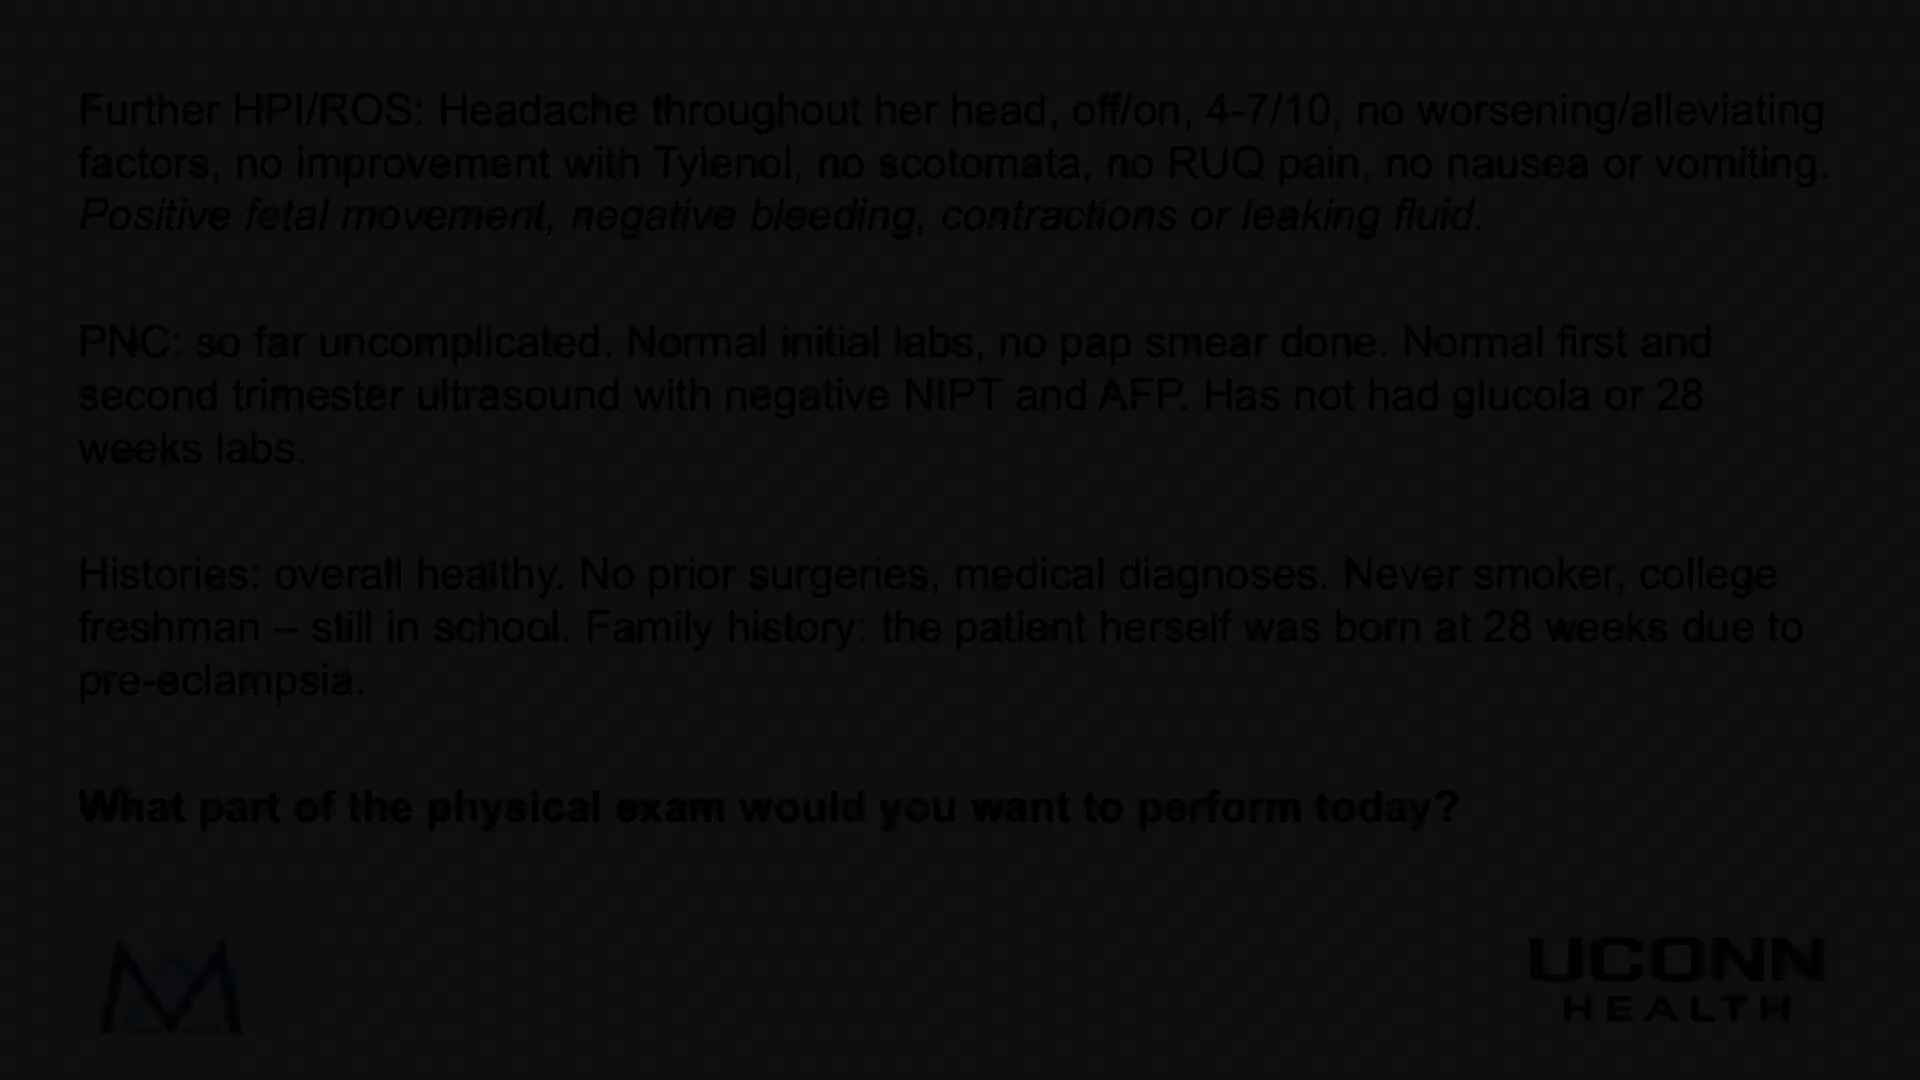 Further HPI/ROS: Headache throughout her head, off/on, 4-7/10, no worsening/alleviating
factors, no improvement with Tylenol, no scotomata, no RUQ pain, no nausea or vomiting.
Positive fetal movement, negative bleeding, contractions or leaking fluid.
PNC: so far uncomplicated. Normal initial labs, no pap smear done. Normal first and
second trimester ultrasound with negative NIPT and AFP. Has not had glucola or 28
weeks labs.
Histories: overall healthy. No prior surgeries, medical diagnoses. Never smoker, college
freshman – still in school. Family history: the patient herself was born at 28 weeks due to
pre-eclampsia.
What part of the physical exam would you want to perform today?
UCONN
HEALTH